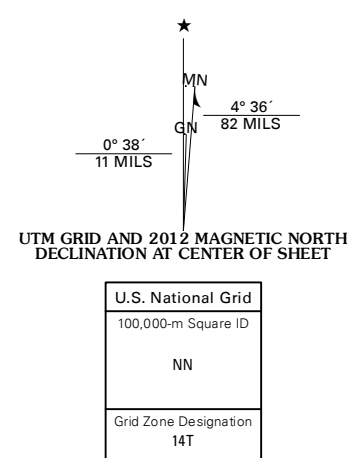 ★
MN
GN
4° 36´
82 MILS
0° 38´
11 MILS
UTM GRID AND 2012 MAGNETIC NORTH
DECLINATION AT CENTER OF SHEET
U.S. National Grid
100,000-m Square ID
NN
Grid Zone Designation
14T